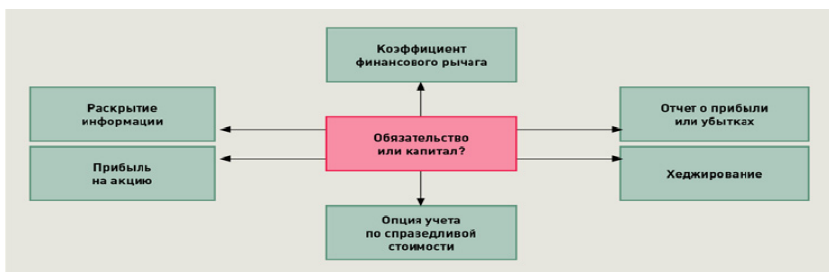 Коэффициент
финансового рычага
Раскрытие
информации
Отчет о прибыли
или убытках
Обязательство
или капитал?
Прибыль
на акцию
Хеджирование
Опция учета
по справедливой
стоимости